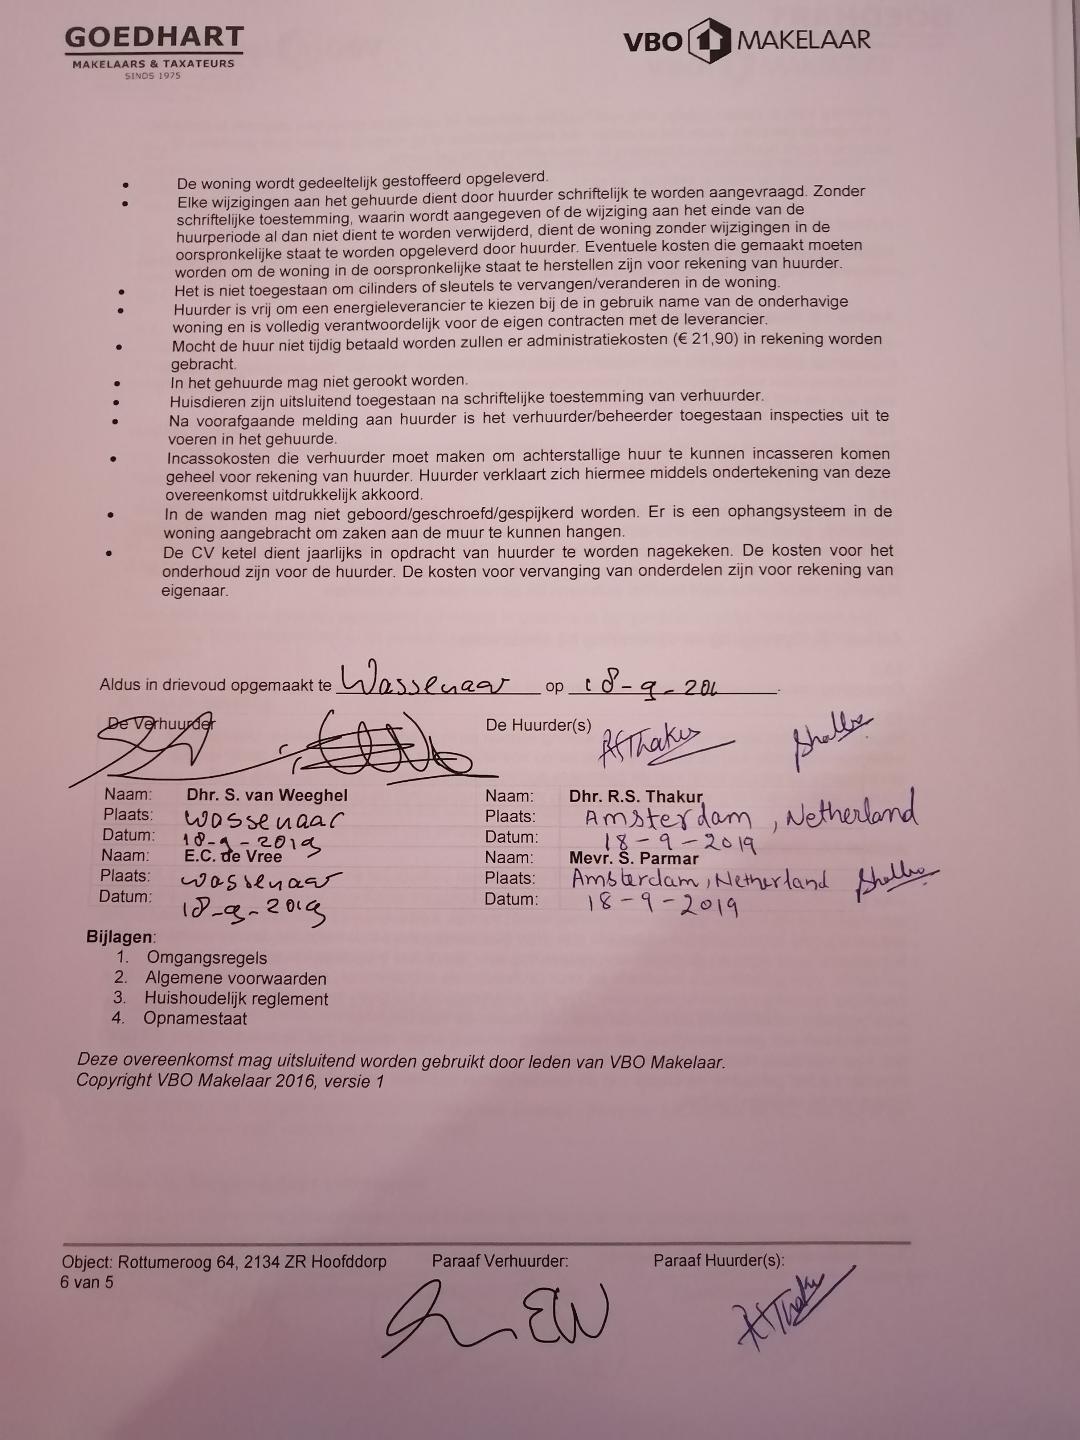 GOEDHART
MAKELAARS & TAXATEURS
SINDS 1975
VBO MAKELAAR
• De woning wordt gedeeltelijk gestoffeerd opgeleverd.
• Elke wijzigingen aan het gehuurde dient door huurder schriftelijk te worden aangevraagd. Zonder
schriftelijke toestemming, waarin wordt aangegeven of de wijziging aan het einde van de
huurperiode al dan niet dient te worden verwijderd, dient de woning zonder wijzigingen in de
oorspronkelijke staat te worden opgeleverd door huurder. Eventuele kosten die gemaakt moeten
worden om de woning in de oorspronkelijke staat te herstellen zijn voor rekening van huurder.
• Het is niet toegestaan om cilinders of sleutels te vervangen/veranderen in de woning.
• Huurder is vrij om een energieleverancier te kiezen bij de in gebruik name van de onderhavige
woning en is volledig verantwoordelijk voor de eigen contracten met de leverancier.
• Mocht de huur niet tijdig betaald worden zullen er administratiekosten (€ 21,90) in rekening worden
gebracht.
• In het gehuurde mag niet gerookt worden.
• Huisdieren zijn uitsluitend toegestaan na schriftelijke toestemming van verhuurder.
• Na voorafgaande melding aan huurder is het verhuurder/beheerder toegestaan inspecties uit te
voeren in het gehuurde.
• Incassokosten die verhuurder moet maken om achterstallige huur te kunnen incasseren komen
geheel voor rekening van huurder. Huurder verklaart zich hiermee middels ondertekening van deze
overeenkomst uitdrukkelijk akkoord.
• In de wanden mag niet geboord/geschroefd/gespijkerd worden. Er is een ophangsysteem in de
woning aangebracht om zaken aan de muur te kunnen hangen.
• De CV ketel dient jaarlijks in opdracht van huurder te worden nagekeken. De kosten voor het
onderhoud zijn voor de huurder. De kosten voor vervanging van onderdelen zijn voor rekening van
eigenaar.
Aldus in drievoud opgemaakt te Wassenaar op 18-9-201
De Verhuurder De Huurder(s) RSThakur
Naam: Dhr. S. van Weeghel Naam: Dhr. R.S. Thakur
Plaats: Wassenaar Plaats: Amsterdam, Netherland
Datum: 18-9-2019 Datum: 18-9-2019
Naam: E.C. de Vree Naam: Mevr. S. Parmar
Plaats: Wassenaar Plaats: Amsterdam, Netherland
Datum: 18-9-2019 Datum: 18-9-2019
Bijlagen:
1. Omgangsregels
2. Algemene voorwaarden
3. Huishoudelijk reglement
4. Opnamestaat
Deze overeenkomst mag uitsluitend worden gebruikt door leden van VBO Makelaar.
Copyright VBO Makelaar 2016, versie 1
Object: Rottumeroog 64, 2134 ZR Hoofddorp Paraaf Verhuurder: Paraaf Huurder(s):
6 van 5